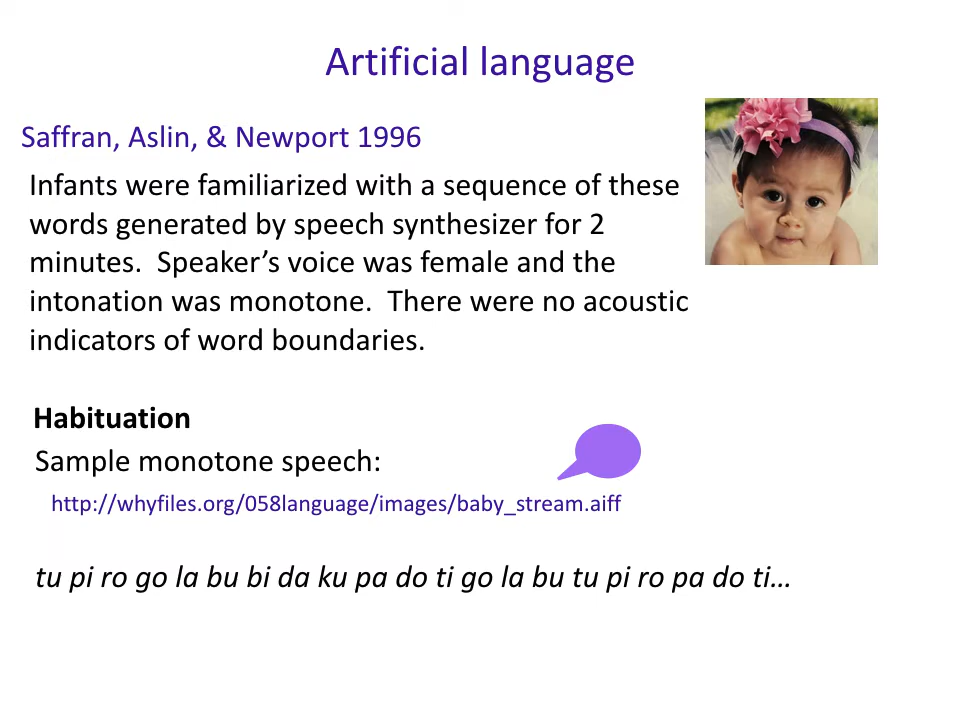 Artificial language
Saffran, Aslin, & Newport 1996
Infants were familiarized with a sequence of these
words generated by speech synthesizer for 2
minutes.  Speaker’s voice was female and the
intonation was monotone.  There were no acoustic
indicators of word boundaries.
Habituation
Sample monotone speech:
http://whyfiles.org/058language/images/baby_stream.aiff
tu pi ro go la bu bi da ku pa do ti go la bu tu pi ro pa do ti…